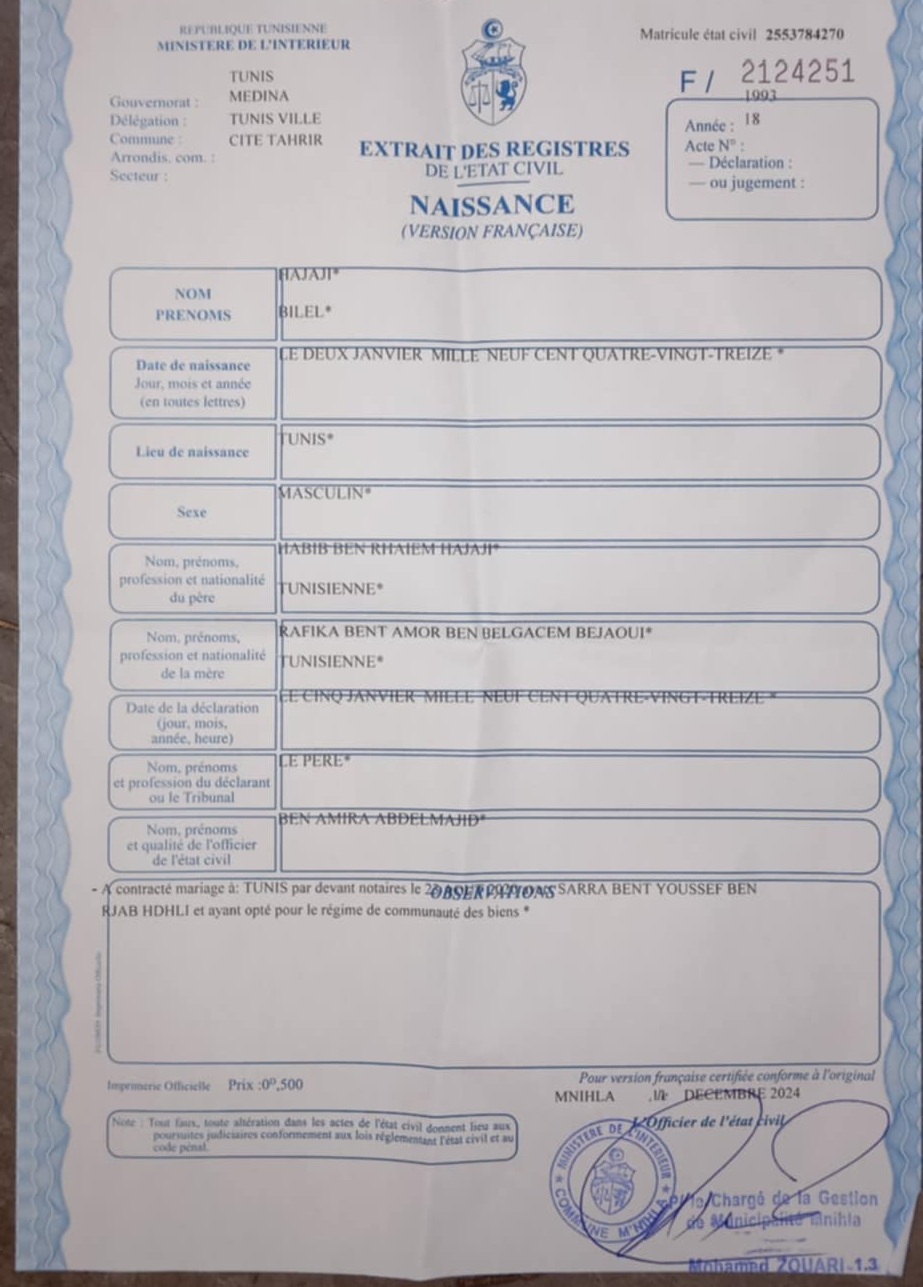 REPUBLIQUE TUNISIENNE
MINISTERE DE L'INTERIEUR
Matricule état civil 2553784270
F / 2124251
TUNIS
Gouvernorat : MEDINA
Délégation : TUNIS VILLE
Commune : CITE TAHRIR
Arrondis. com. :
Secteur :
1993
Année : 18
Acte N° :
— Déclaration :
— ou jugement :
EXTRAIT DES REGISTRES
DE L'ETAT CIVIL
NAISSANCE
(VERSION FRANÇAISE)
NOM
PRENOMS
HAJAJI*
BILEL*
Date de naissance
Jour, mois et année
(en toutes lettres)
LE DEUX JANVIER MILLE NEUF CENT QUATRE-VINGT-TREIZE *
Lieu de naissance
TUNIS*
Sexe
MASCULIN*
Nom, prénoms,
profession et nationalité
du père
HABIB BEN RHAIEM HAJAJI*
TUNISIENNE*
Nom, prénoms,
profession et nationalité
de la mère
RAFIKA BENT AMOR BEN BELGACEM BEJAOUI*
TUNISIENNE*
Date de la déclaration
(jour, mois,
année, heure)
LE CINQ JANVIER MILLE NEUF CENT QUATRE-VINGT-TREIZE *
Nom, prénoms
et profession du déclarant
ou le Tribunal
LE PERE*
Nom, prénoms
et qualité de l'officier
de l'état civil
BEN AMIRA ABDELMAJID*
OBSERVATIONS
- A contracté mariage à: TUNIS par devant notaires le SARRA BENT YOUSSEF BEN
RJAB HDHLI et ayant opté pour le régime de communauté des biens *
Imprimerie Officielle Prix :0ᴰ,500
Pour version française certifiée conforme à l'original
MNIHLA DECEMBRE 2024
L'Officier de l'état civil
Note : Tout faux, toute altération dans les actes de l'état civil donnent lieu aux
poursuites judiciaires conformement aux lois réglementant l'état civil et au
code pénal.
MINISTERE DE L'INTERIEUR
COMMUNE M'NIHLA
Chargé de la Gestion
de Municipalité Mnihla
Mohamed ZOUARI-1.3